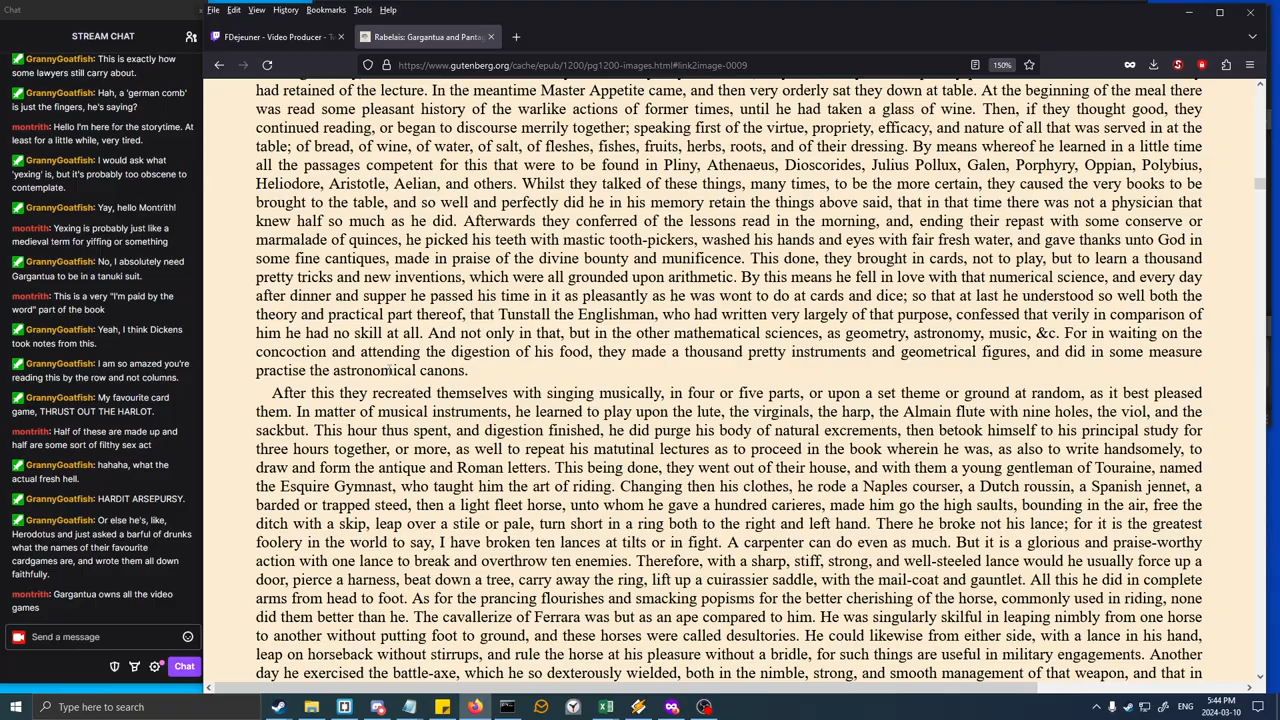 Chat
STREAM CHAT
GrannyGoatfish: This is exactly how
some lawyers still carry about.
GrannyGoatfish: Hah, a 'german comb'
is just the fingers, he's saying?
montrith: Hello I'm here for the storytime. At
least for a little while, very tired.
GrannyGoatfish: I would ask what
'yexing' is, but it's probably too obscene to
contemplate.
GrannyGoatfish: Yay, hello Montrith!
montrith: Yexing is probably just like a
medieval term for yiffing or something
GrannyGoatfish: No, I absolutely need
Gargantua to be in a tanuki suit.
montrith: This is a very "I'm paid by the
word" part of the book
GrannyGoatfish: Yeah, I think Dickens
took notes from this.
GrannyGoatfish: I am so amazed you're
reading this by the row and not columns.
GrannyGoatfish: My favourite card
game, THRUST OUT THE HARLOT.
montrith: Half of these are made up and
half are some sort of filthy sex act
GrannyGoatfish: hahaha, what the
actual fresh hell.
GrannyGoatfish: HARDIT ARSEPURSY.
GrannyGoatfish: Or else he's, like,
Herodotus and just asked a barful of drunks
what the names of their favourite
cardgames are, and wrote them all down
faithfully.
montrith: Gargantua owns all the video
games
Send a message
Chat
File Edit View History Bookmarks Tools Help
FDejeuner - Video Producer - Tw
Rabelais: Gargantua and Pantag
https://www.gutenberg.org/cache/epub/1200/pg1200-images.html#link2image-0009
150%
had retained of the lecture. In the meantime Master Appetite came, and then very orderly sat they down at table. At the beginning of the meal there
was read some pleasant history of the warlike actions of former times, until he had taken a glass of wine. Then, if they thought good, they
continued reading, or began to discourse merrily together; speaking first of the virtue, propriety, efficacy, and nature of all that was served in at the
table; of bread, of wine, of water, of salt, of fleshes, fishes, fruits, herbs, roots, and of their dressing. By means whereof he learned in a little time
all the passages competent for this that were to be found in Pliny, Athenaeus, Dioscorides, Julius Pollux, Galen, Porphyry, Oppian, Polybius,
Heliodore, Aristotle, Aelian, and others. Whilst they talked of these things, many times, to be the more certain, they caused the very books to be
brought to the table, and so well and perfectly did he in his memory retain the things above said, that in that time there was not a physician that
knew half so much as he did. Afterwards they conferred of the lessons read in the morning, and, ending their repast with some conserve or
marmalade of quinces, he picked his teeth with mastic tooth-pickers, washed his hands and eyes with fair fresh water, and gave thanks unto God in
some fine cantiques, made in praise of the divine bounty and munificence. This done, they brought in cards, not to play, but to learn a thousand
pretty tricks and new inventions, which were all grounded upon arithmetic. By this means he fell in love with that numerical science, and every day
after dinner and supper he passed his time in it as pleasantly as he was wont to do at cards and dice; so that at last he understood so well both the
theory and practical part thereof, that Tunstall the Englishman, who had written very largely of that purpose, confessed that verily in comparison of
him he had no skill at all. And not only in that, but in the other mathematical sciences, as geometry, astronomy, music, &c. For in waiting on the
concoction and attending the digestion of his food, they made a thousand pretty instruments and geometrical figures, and did in some measure
practise the astronomical canons.
After this they recreated themselves with singing musically, in four or five parts, or upon a set theme or ground at random, as it best pleased
them. In matter of musical instruments, he learned to play upon the lute, the virginals, the harp, the Almain flute with nine holes, the viol, and the
sackbut. This hour thus spent, and digestion finished, he did purge his body of natural excrements, then betook himself to his principal study for
three hours together, or more, as well to repeat his matutinal lectures as to proceed in the book wherein he was, as also to write handsomely, to
draw and form the antique and Roman letters. This being done, they went out of their house, and with them a young gentleman of Touraine, named
the Esquire Gymnast, who taught him the art of riding. Changing then his clothes, he rode a Naples courser, a Dutch roussin, a Spanish jennet, a
barded or trapped steed, then a light fleet horse, unto whom he gave a hundred carieres, made him go the high saults, bounding in the air, free the
ditch with a skip, leap over a stile or pale, turn short in a ring both to the right and left hand. There he broke not his lance; for it is the greatest
foolery in the world to say, I have broken ten lances at tilts or in fight. A carpenter can do even as much. But it is a glorious and praise-worthy
action with one lance to break and overthrow ten enemies. Therefore, with a sharp, stiff, strong, and well-steeled lance would he usually force up a
door, pierce a harness, beat down a tree, carry away the ring, lift up a cuirassier saddle, with the mail-coat and gauntlet. All this he did in complete
arms from head to foot. As for the prancing flourishes and smacking popisms for the better cherishing of the horse, commonly used in riding, none
did them better than he. The cavallerize of Ferrara was but as an ape compared to him. He was singularly skilful in leaping nimbly from one horse
to another without putting foot to ground, and these horses were called desultories. He could likewise from either side, with a lance in his hand,
leap on horseback without stirrups, and rule the horse at his pleasure without a bridle, for such things are useful in military engagements. Another
day he exercised the battle-axe, which he so dexterously wielded, both in the nimble, strong, and smooth management of that weapon, and that in
Type here to search
ENG
5:44 PM
2024-03-10